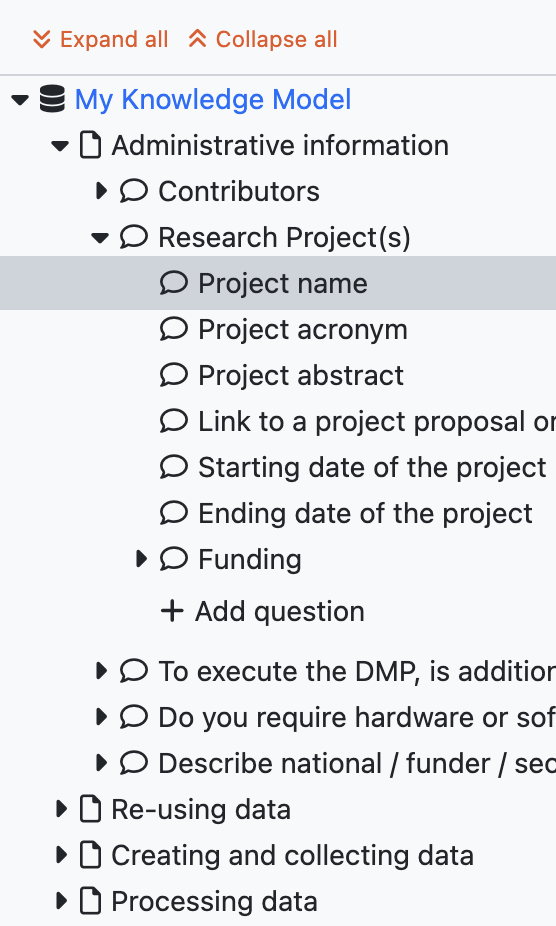 Expand all Collapse all
My Knowledge Model
Administrative information
Contributors
Research Project(s)
Project name
Project acronym
Project abstract
Link to a project proposal or
Starting date of the project
Ending date of the project
Funding
Add question
To execute the DMP, is addition
Do you require hardware or sof
Describe national / funder / sec
Re-using data
Creating and collecting data
Processing data